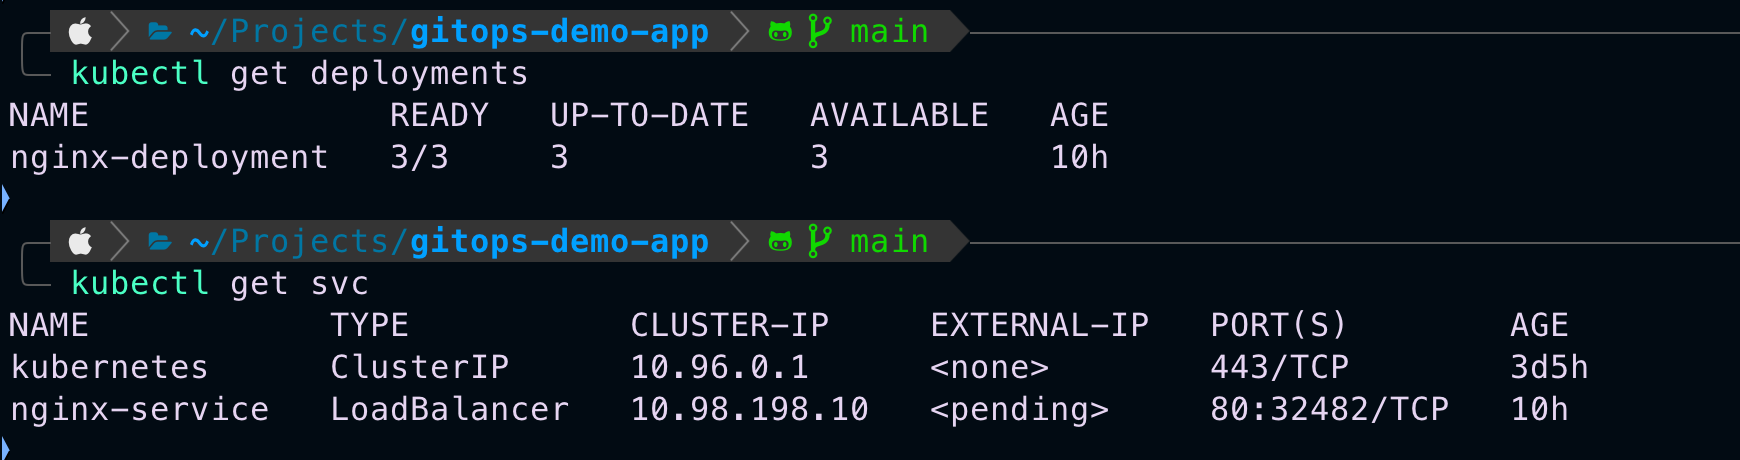 ~/Projects/gitops-demo-app main
kubectl get deployments
NAME READY UP-TO-DATE AVAILABLE AGE
nginx-deployment 3/3 3 3 10h
~/Projects/gitops-demo-app main
kubectl get svc
NAME TYPE CLUSTER-IP EXTERNAL-IP PORT(S) AGE
kubernetes ClusterIP 10.96.0.1 <none> 443/TCP 3d5h
nginx-service LoadBalancer 10.98.198.10 <pending> 80:32482/TCP 10h